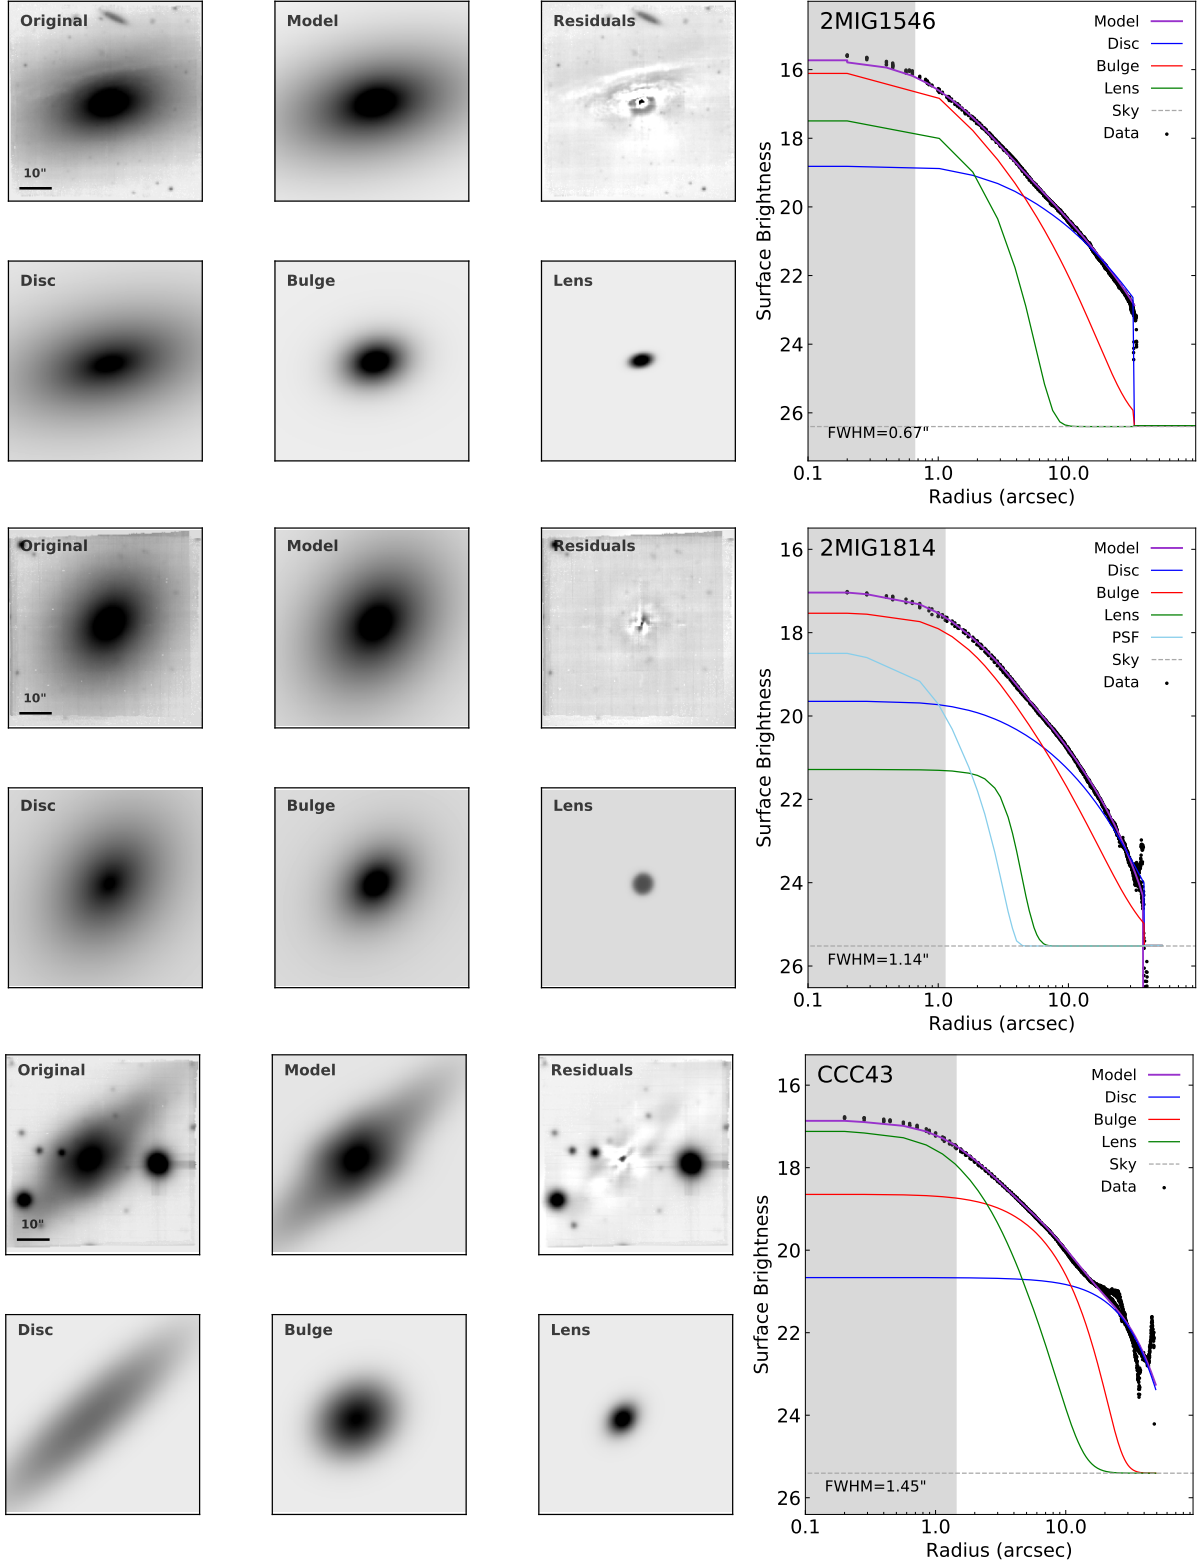 Original
Model
Residuals
10"
Disc
Bulge
Lens
2MIG1546
Model
Disc
Bulge
Lens
Sky
Data
Surface Brightness
16
18
20
22
24
26
FWHM=0.67"
0.1
1.0
10.0
Radius (arcsec)
Original
Model
Residuals
10"
Disc
Bulge
Lens
2MIG1814
Model
Disc
Bulge
Lens
PSF
Sky
Data
Surface Brightness
16
18
20
22
24
26
FWHM=1.14"
0.1
1.0
10.0
Radius (arcsec)
Original
Model
Residuals
10"
Disc
Bulge
Lens
CCC43
Model
Disc
Bulge
Lens
Sky
Data
Surface Brightness
16
18
20
22
24
26
FWHM=1.45"
0.1
1.0
10.0
Radius (arcsec)